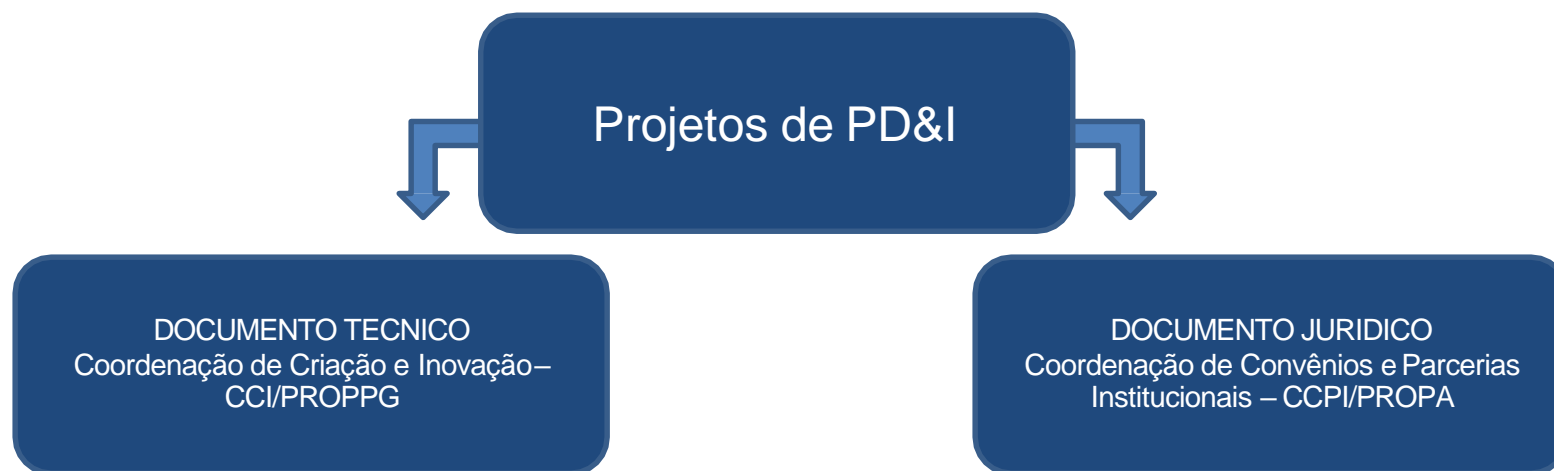 Projetos de PD&I
DOCUMENTO TECNICO
Coordenação de Criação e Inovação–
CCI/PROPPG
DOCUMENTO JURIDICO
Coordenação de Convênios e Parcerias
Institucionais – CCPI/PROPA